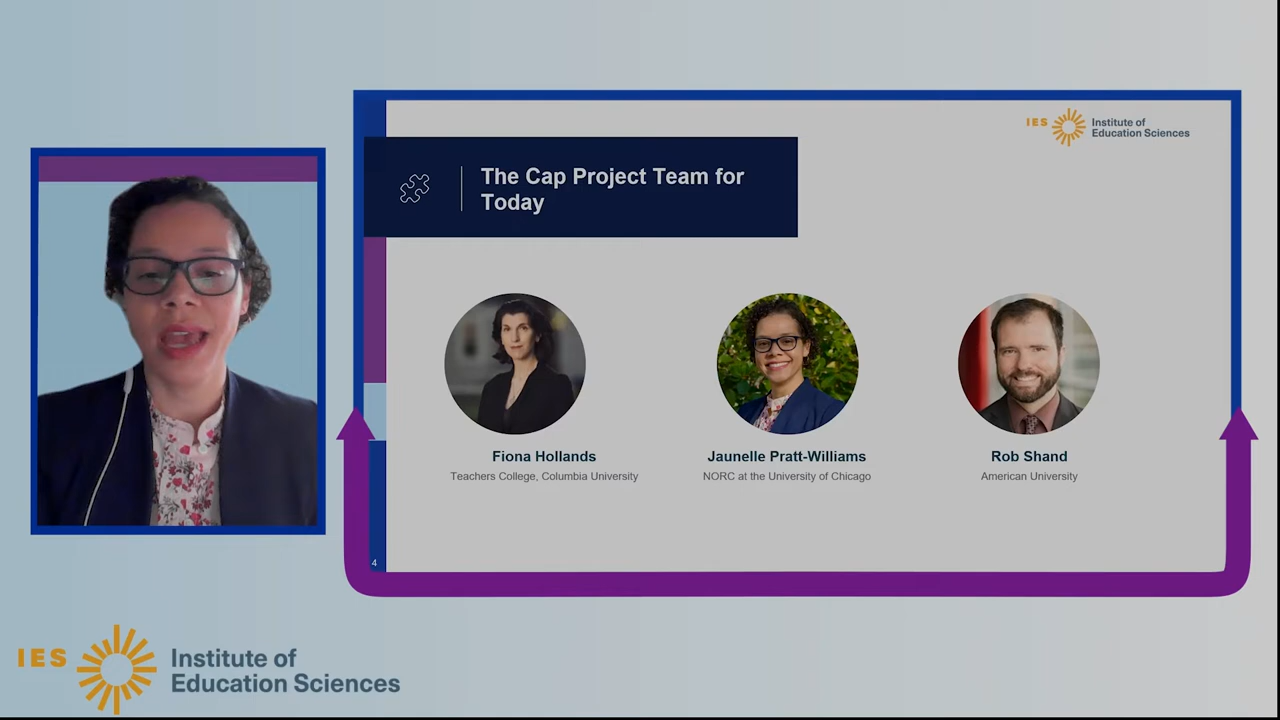 IES Institute of
Education Sciences
The Cap Project Team for
Today
Fiona Hollands
Teachers College, Columbia University
Jaunelle Pratt-Williams
NORC at the University of Chicago
Rob Shand
American University
4
IES Institute of
Education Sciences